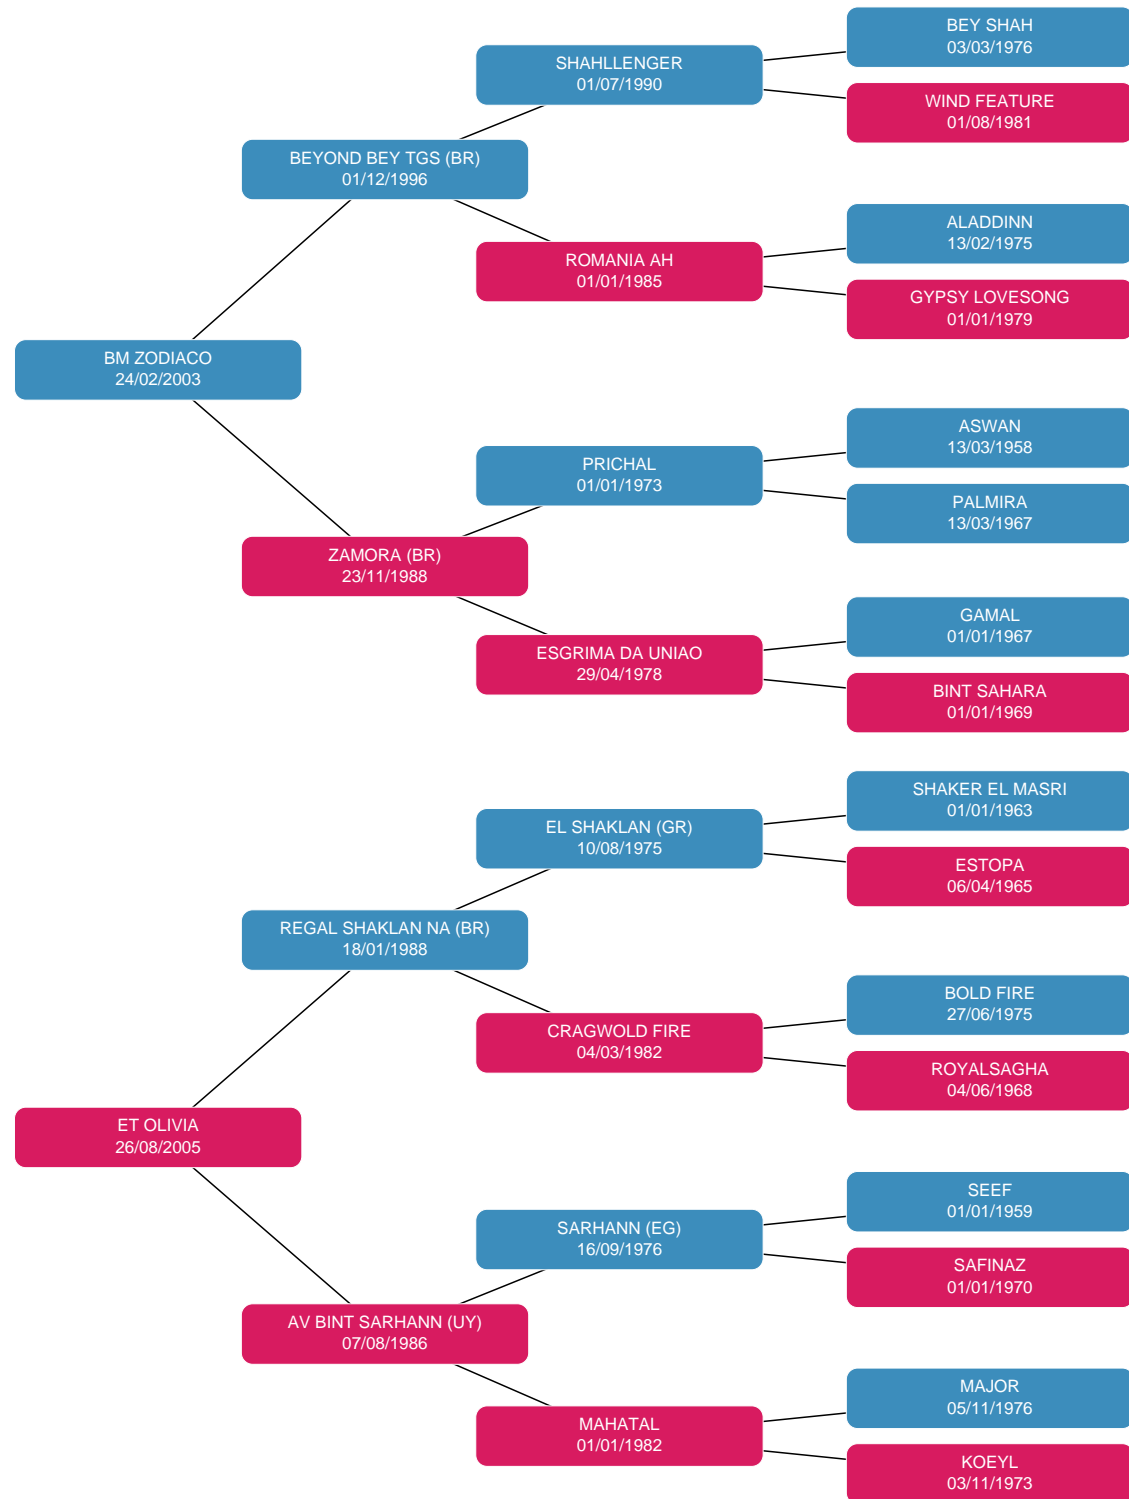 BEY SHAH
03/03/1976
SHAHLLENGER
01/07/1990
WIND FEATURE
01/08/1981
BEYOND BEY TGS (BR)
01/12/1996
ALADDINN
13/02/1975
ROMANIA AH
01/01/1985
GYPSY LOVESONG
01/01/1979
BM ZODIACO
24/02/2003
ASWAN
13/03/1958
PRICHAL
01/01/1973
PALMIRA
13/03/1967
ZAMORA (BR)
23/11/1988
GAMAL
01/01/1967
ESGRIMA DA UNIAO
29/04/1978
BINT SAHARA
01/01/1969
SHAKER EL MASRI
01/01/1963
EL SHAKLAN (GR)
10/08/1975
ESTOPA
06/04/1965
REGAL SHAKLAN NA (BR)
18/01/1988
BOLD FIRE
27/06/1975
CRAGWOLD FIRE
04/03/1982
ROYALSAGHA
04/06/1968
ET OLIVIA
26/08/2005
SEEF
01/01/1959
SARHANN (EG)
16/09/1976
SAFINAZ
01/01/1970
AV BINT SARHANN (UY)
07/08/1986
MAJOR
05/11/1976
MAHATAL
01/01/1982
KOEYL
03/11/1973